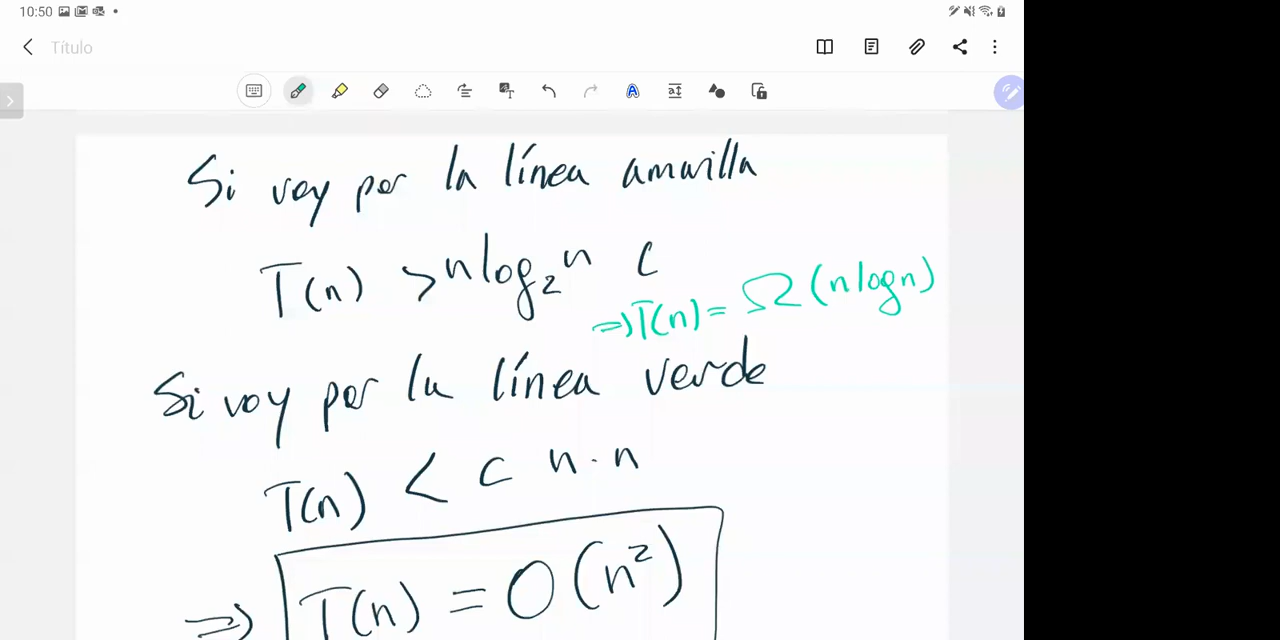 10:50
Título
Si voy por la línea amarilla
T(n) > n log₂ n c
⇒ T(n) = Ω (n log n)
Si voy por la línea verde
T(n) < c n · n
⇒ T(n) = O (n²)